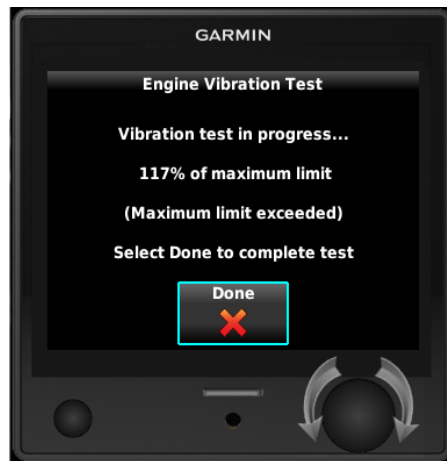 GARMIN
Engine Vibration Test
Vibration test in progress...
117% of maximum limit
(Maximum limit exceeded)
Select Done to complete test
Done